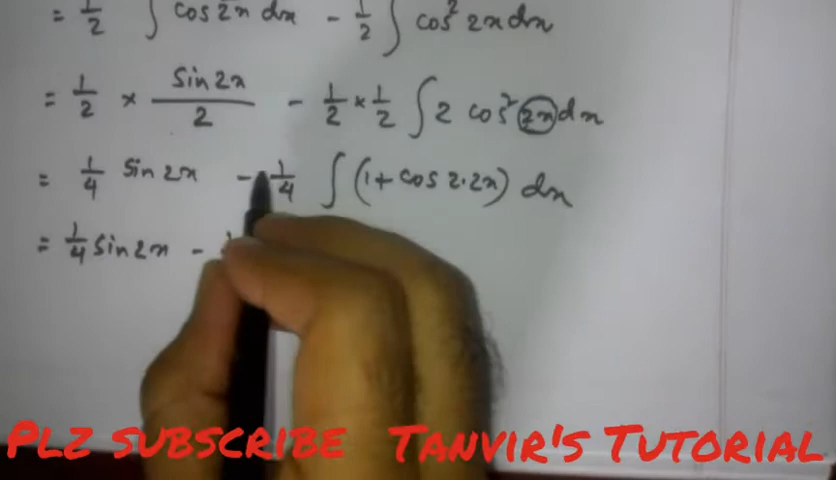 = 1/2 ∫ cos 2x dx - 1/2 ∫ cos² 2x dx
= 1/2 × sin 2x / 2 - 1/2 × 1/2 ∫ 2 cos² 2x dx
= 1/4 sin 2x - 1/4 ∫ (1 + cos 2.2x) dx
= 1/4 sin 2x -
Plz subscribe Tanvir's Tutorial